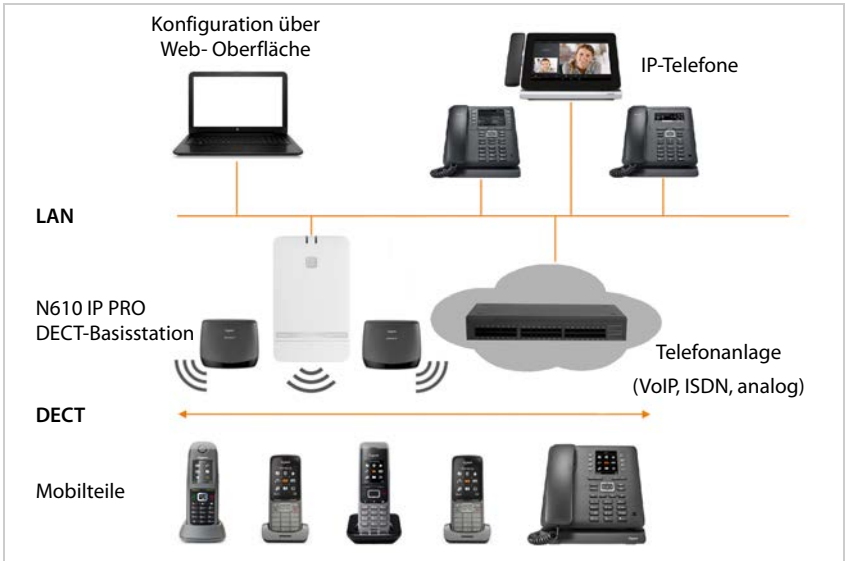 Konfiguration über
Web- Oberfläche
IP-Telefone
LAN
N610 IP PRO
DECT-Basisstation
Telefonanlage
(VoIP, ISDN, analog)
DECT
Mobilteile